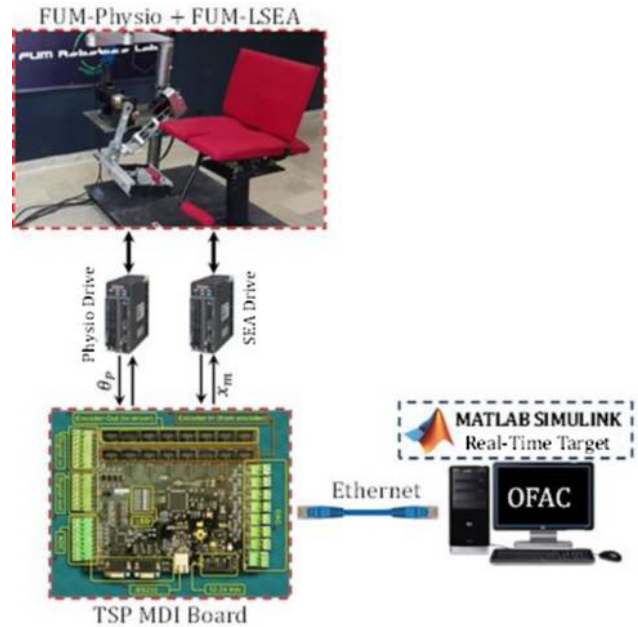 FUM-Physio + FUM-LSEA
FUM Robotics Lab
Physio Drive
SEA Drive
θP
xm
MATLAB SIMULINK
Real-Time Target
Ethernet
OFAC
TSP MDI Board